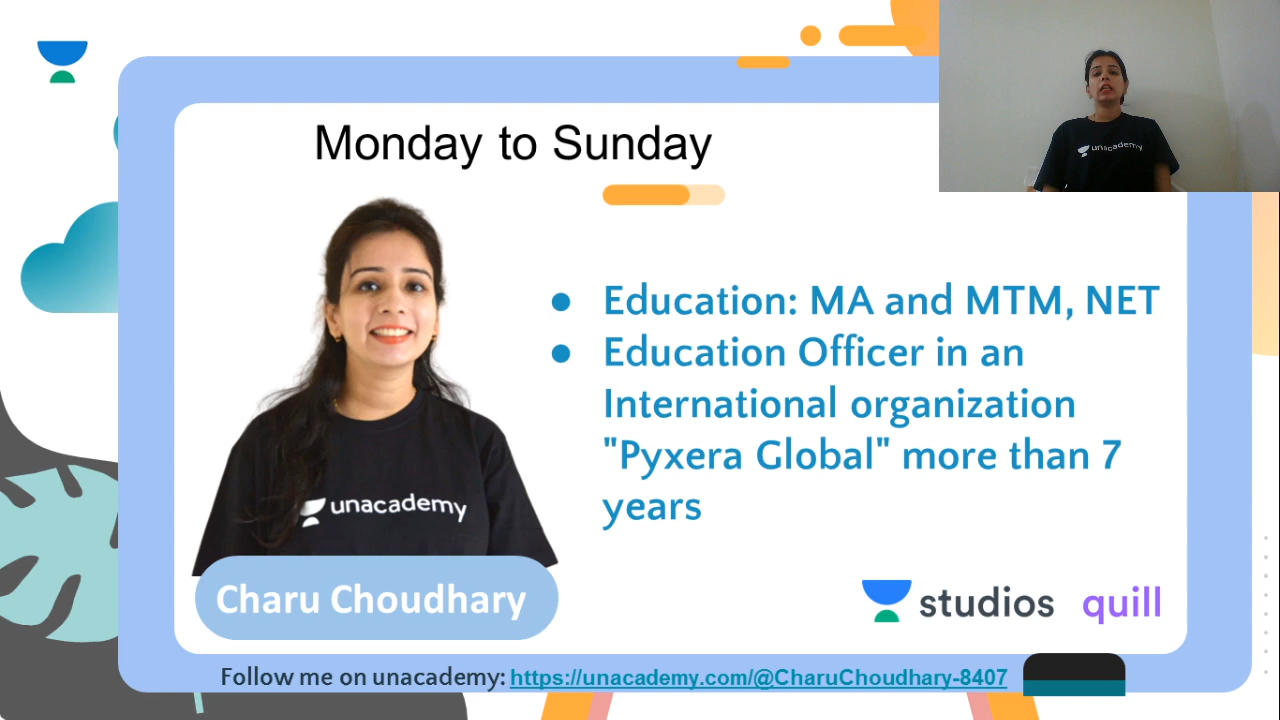 Monday to Sunday
unacademy
● Education: MA and MTM, NET
● Education Officer in an
International organization
"Pyxera Global" more than 7
years
unacademy
Charu Choudhary
studios quill
Follow me on unacademy: https://unacademy.com/@CharuChoudhary-8407